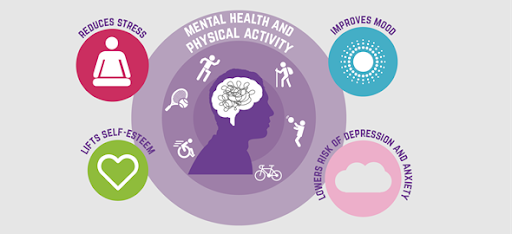 REDUCES STRESS
MENTAL HEALTH AND
PHYSICAL ACTIVITY
IMPROVES MOOD
LIFTS SELF-ESTEEM
LOWERS RISK OF DEPRESSION AND ANXIETY